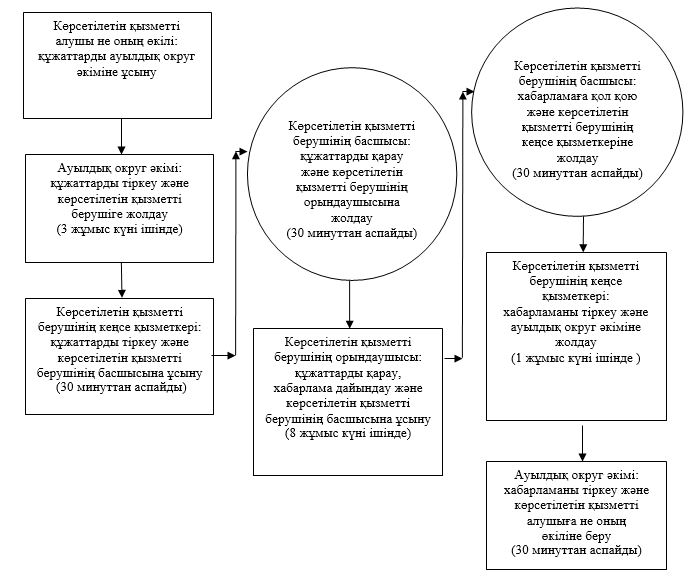 Көрсетілетін қызметті
алушы не оның өкілі:
құжаттарды ауылдық округ
әкіміне ұсыну
Ауылдық округ әкімі:
құжаттарды тіркеу және
көрсетілетін қызметті
берушіге жолдау
(3 жұмыс күні ішінде)
Көрсетілетін қызметті
берушінің кеңсе қызметкері:
құжаттарды тіркеу және
көрсетілетін қызметті
берушінің басшысына ұсыну
(30 минуттан аспайды)
Көрсетілетін қызметті
берушінің басшысы:
құжаттарды қарау
және көрсетілетін
қызметті берушінің
орындаушысына
жолдау
(30 минуттан аспайды)
Көрсетілетін қызметті
берушінің орындаушысы:
құжаттарды қарау,
хабарлама дайындау және
көрсетілетін қызметті
берушінің басшысына ұсыну
(8 жұмыс күні ішінде)
Көрсетілетін қызметті
берушінің басшысы:
хабарламаға қол қою
және көрсетілетін
қызметті берушінің
кеңсе қызметкеріне
жолдау
(30 минуттан аспайды)
Көрсетілетін қызметті
берушінің кеңсе
қызметкері:
хабарламаны тіркеу және
ауылдық округ әкіміне
жолдау
(1 жұмыс күні ішінде )
Ауылдық округ әкімі:
хабарламаны тіркеу және
көрсетілетін қызметті
алушыға не оның
өкіліне беру
(30 минуттан аспайды)